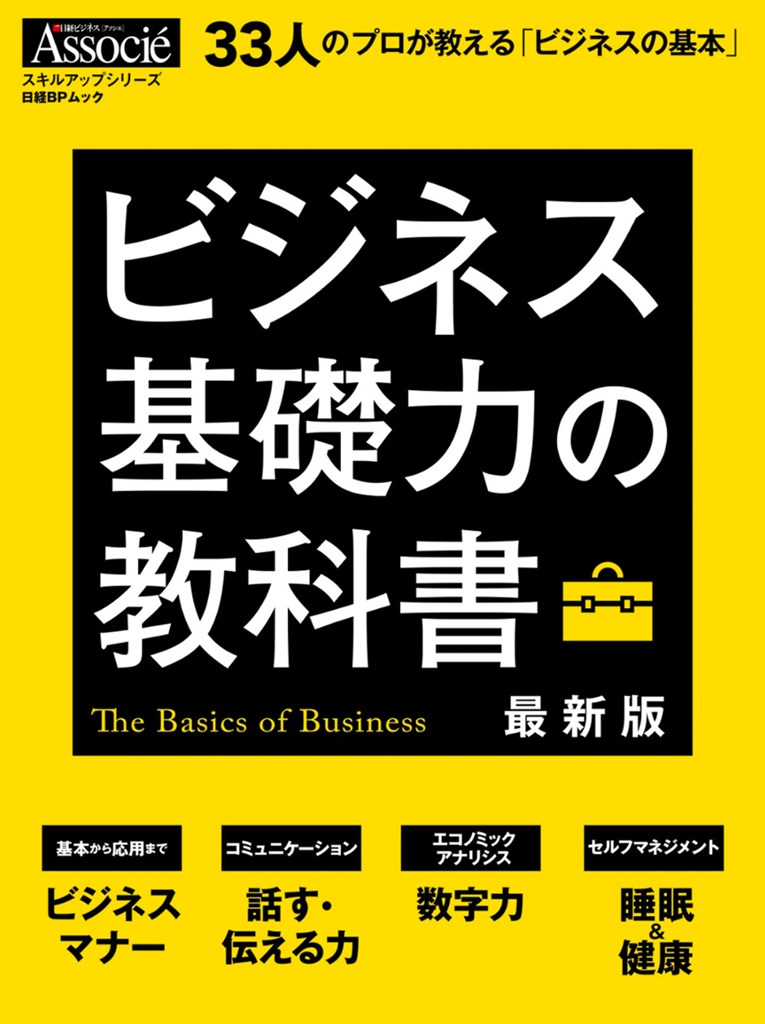 日経ビジネス［アソシエ］
Associé
スキルアップシリーズ
日経BPムック
33人のプロが教える「ビジネスの基本」
ビジネス
基礎力の
教科書
The Basics of Business
最新版
基本から応用まで
ビジネス
マナー
コミュニケーション
話す・
伝える力
エコノミック
アナリシス
数字力
セルフマネジメント
睡眠
&
健康